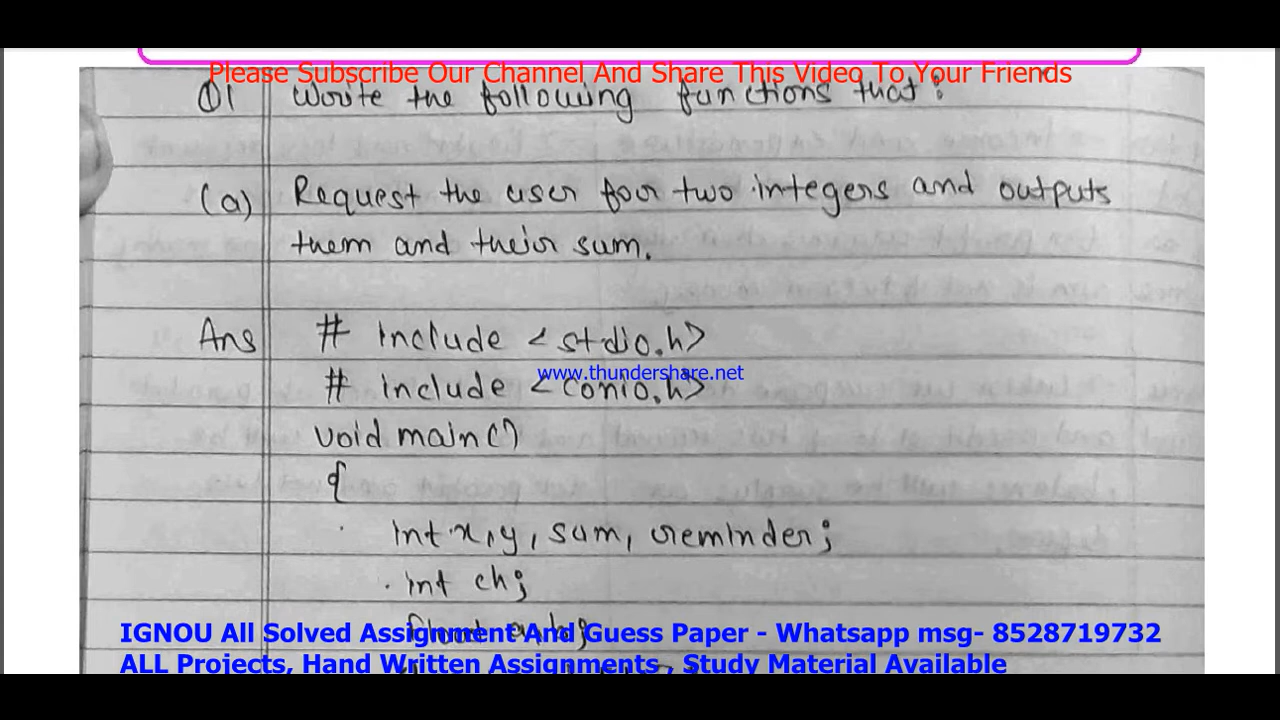 Please Subscribe Our Channel And Share This Video To Your Friends
Q1 Write the following functions that:
(a) Request the user for two integers and outputs
them and their sum.
Ans # include <stdio.h>
www.thundershare.net
# include <conio.h>
void main()
{
int x,y, sum, reminder;
int ch;
float a,b;
IGNOU All Solved Assignment And Guess Paper - Whatsapp msg- 8528719732
ALL Projects, Hand Written Assignments , Study Material Available